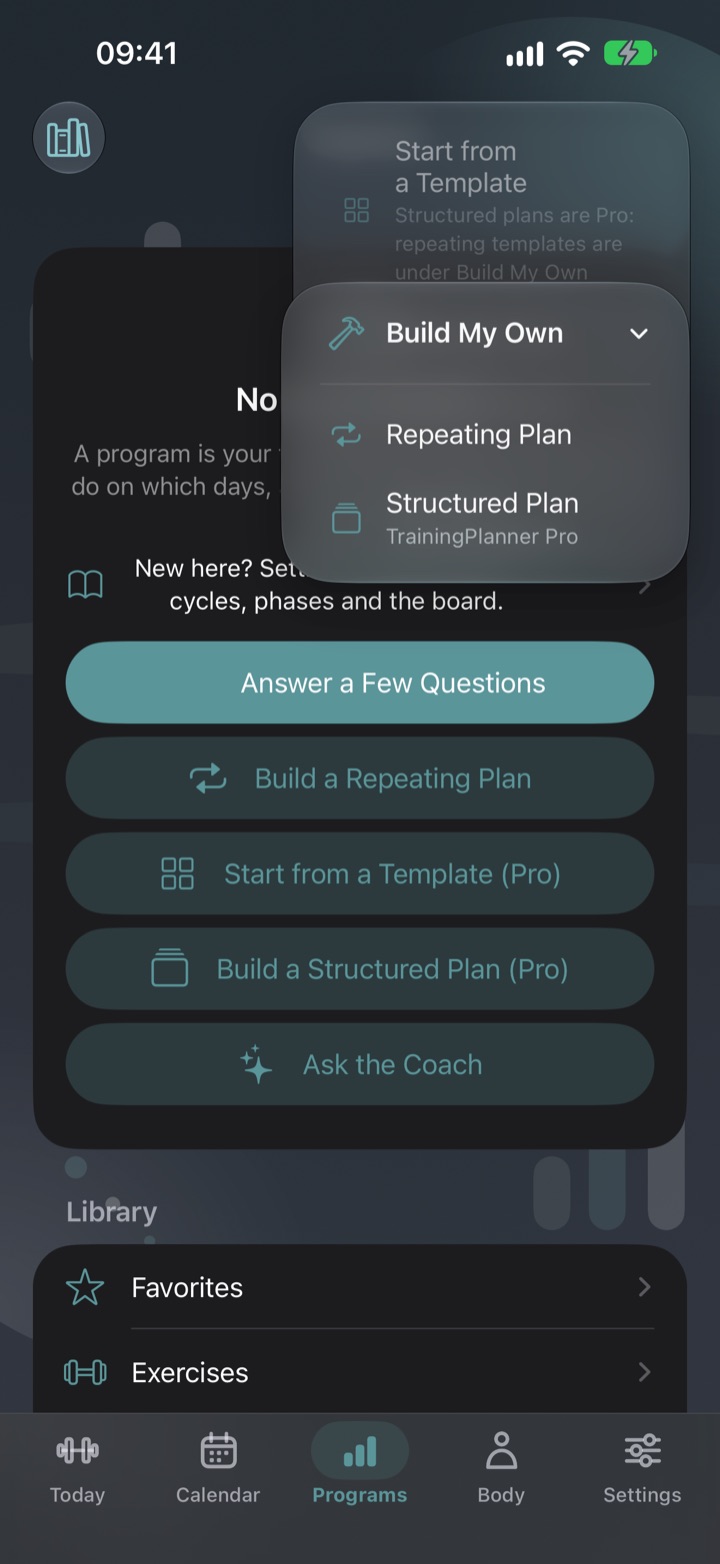 09:41
Start from
a Template
Structured plans are Pro:
repeating templates are
under Build My Own
Build My Own
Repeating Plan
Structured Plan
TrainingPlanner Pro
No
A program is your
do on which days,
New here?
cycles, phases and the board.
Answer a Few Questions
Build a Repeating Plan
Start from a Template (Pro)
Build a Structured Plan (Pro)
Ask the Coach
Library
Favorites
Exercises
Today
Calendar
Programs
Body
Settings